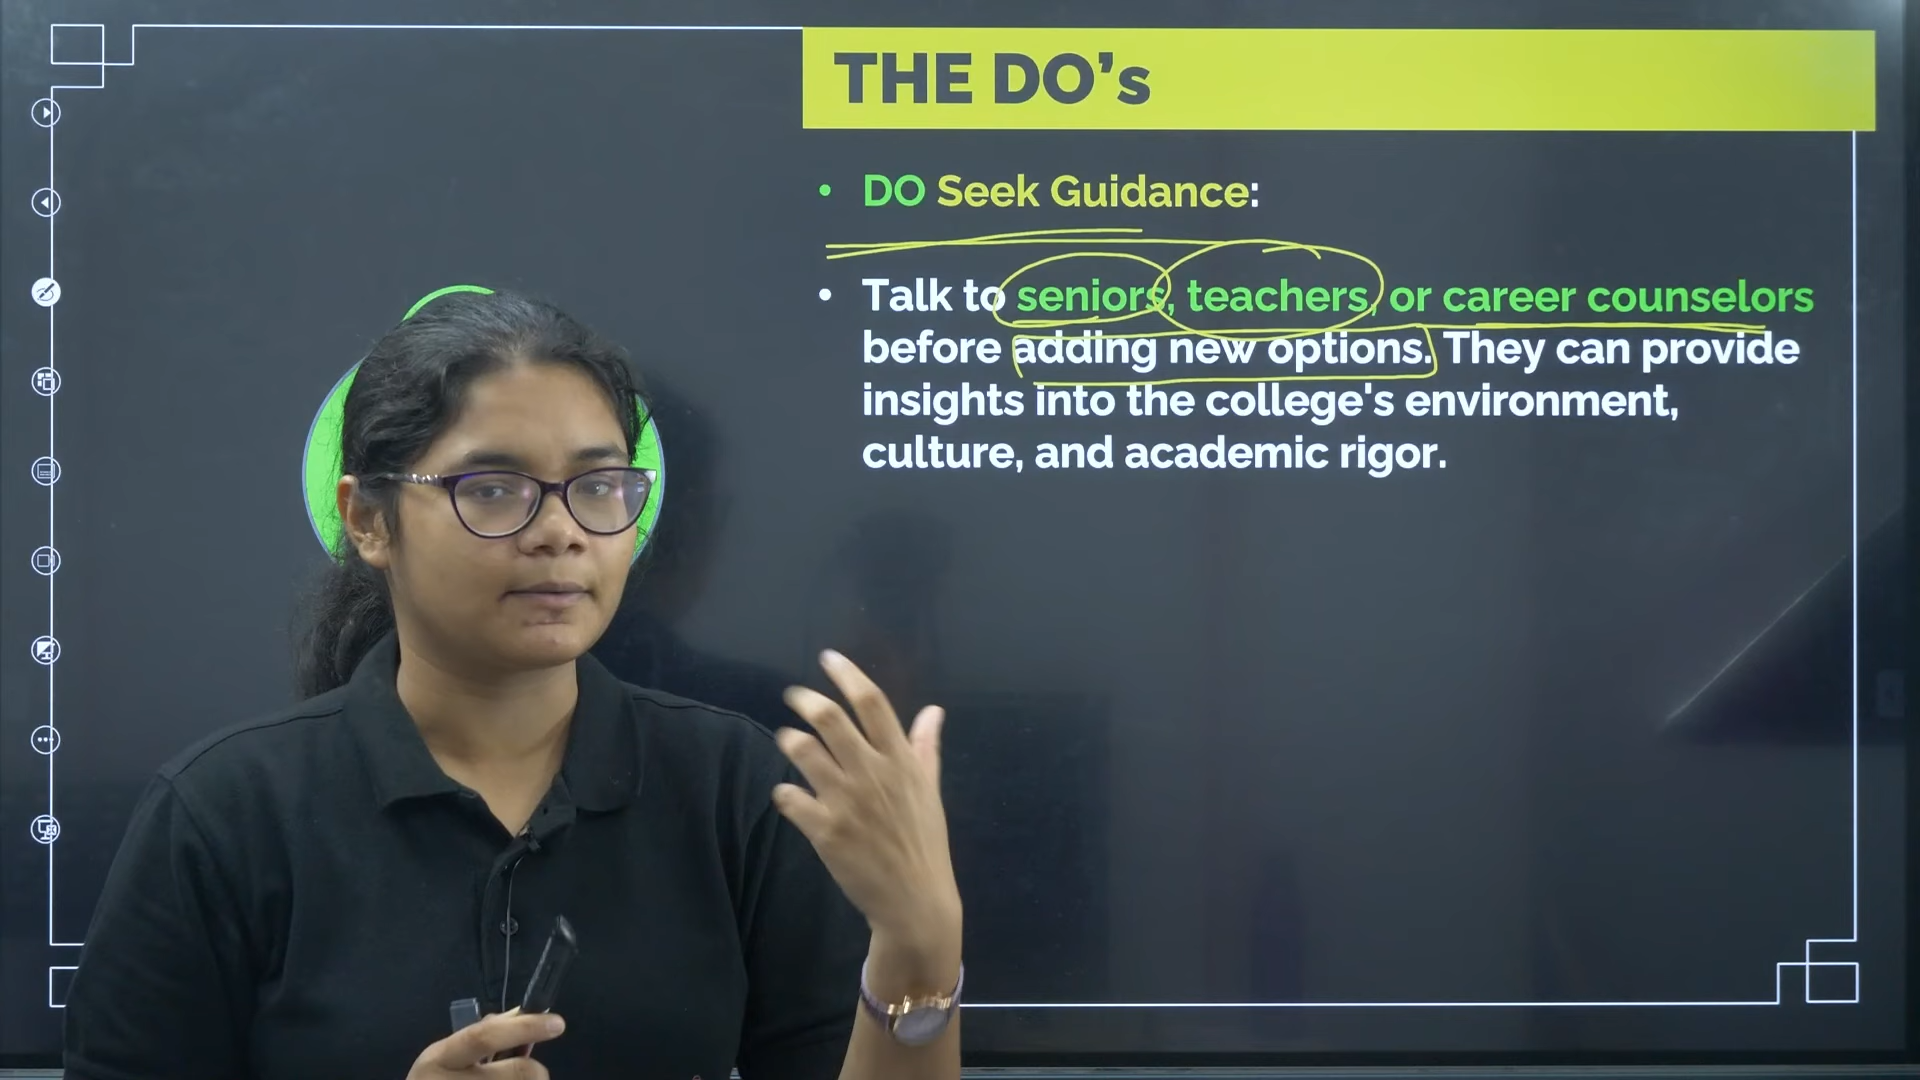 THE DO’s
• DO Seek Guidance:
• Talk to seniors, teachers, or career counselors
before adding new options. They can provide
insights into the college's environment,
culture, and academic rigor.